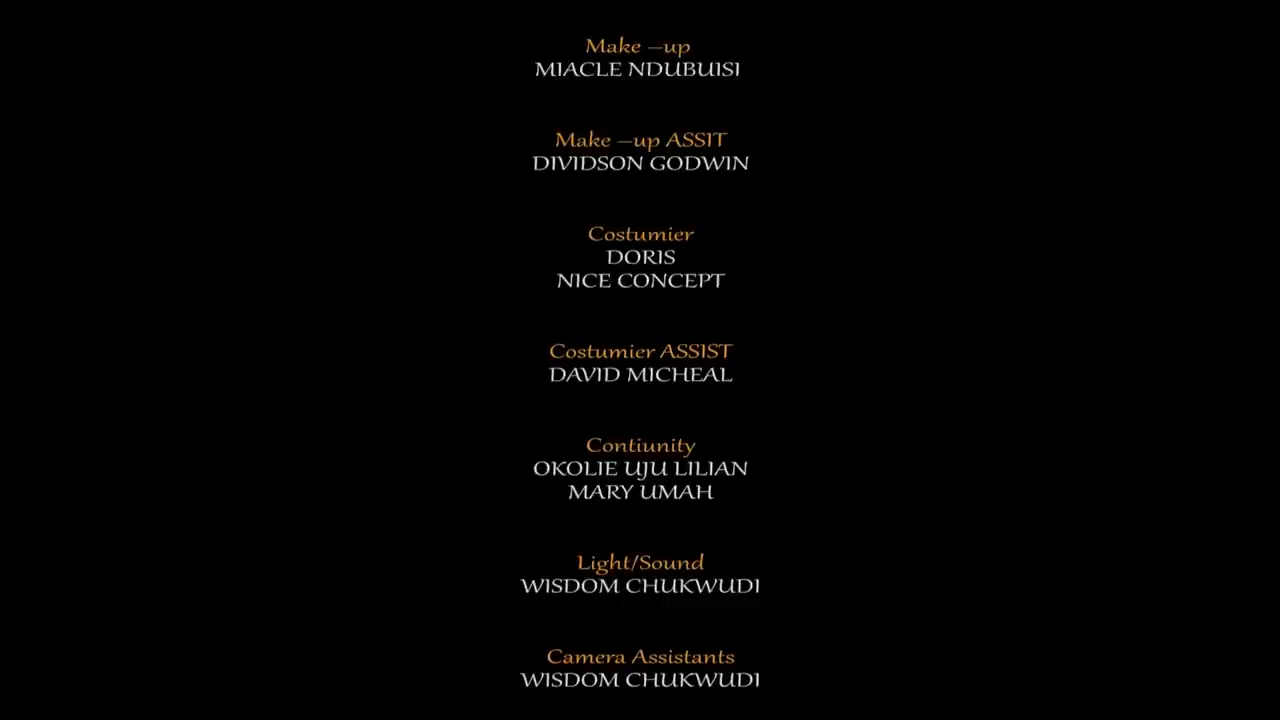 Make –up
MIACLE NDUBUISI
Make –up ASSIT
DIVIDSON GODWIN
Costumier
DORIS
NICE CONCEPT
Costumier ASSIST
DAVID MICHEAL
Contiunity
OKOLIE UJU LILIAN
MARY UMAH
Light/Sound
WISDOM CHUKWUDI
Camera Assistants
WISDOM CHUKWUDI